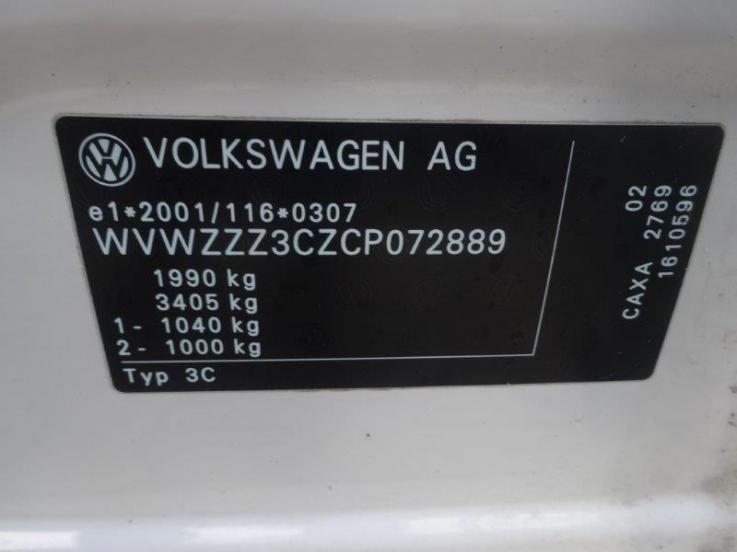 VOLKSWAGEN AG
e1*2001/116*0307
WVWZZZ3CZCP072889
1990 kg
3405 kg
1- 1040 kg
2- 1000 kg
Typ 3C
02
CAXA 2769
1610596